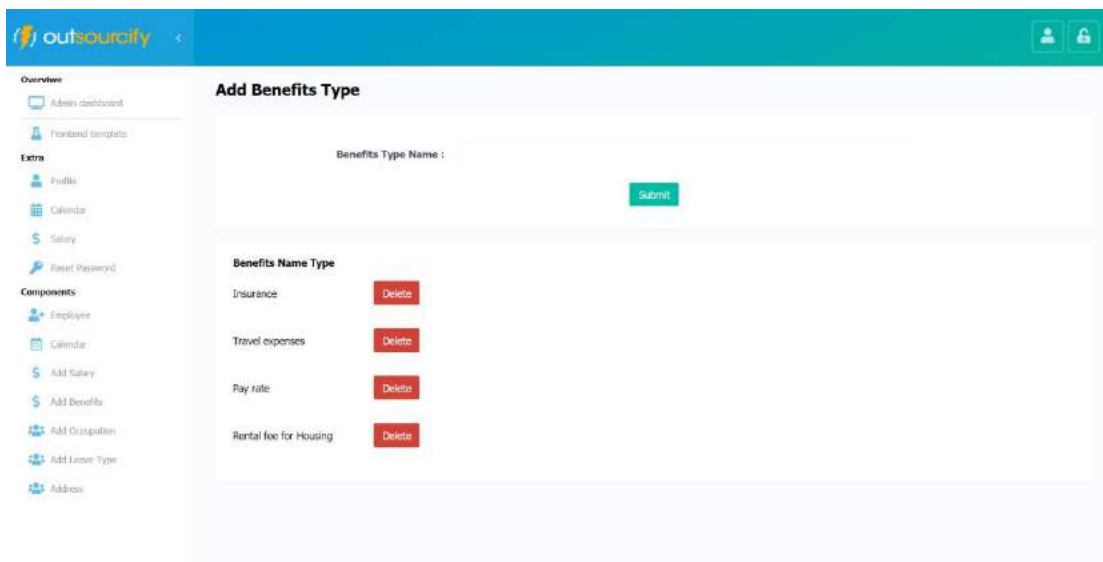 outsourcify
Overviwe
Admin dashboard
Frontend template
Extra
Profile
Calendar
Salary
Reset Password
Components
Employee
Calendar
Add Salary
Add Benefits
Add Occupation
Add Leave Type
Address
Add Benefits Type
Benefits Type Name :
Submit
Benefits Name Type
Insurance Delete
Travel expenses Delete
Pay rate Delete
Rental fee for Housing Delete